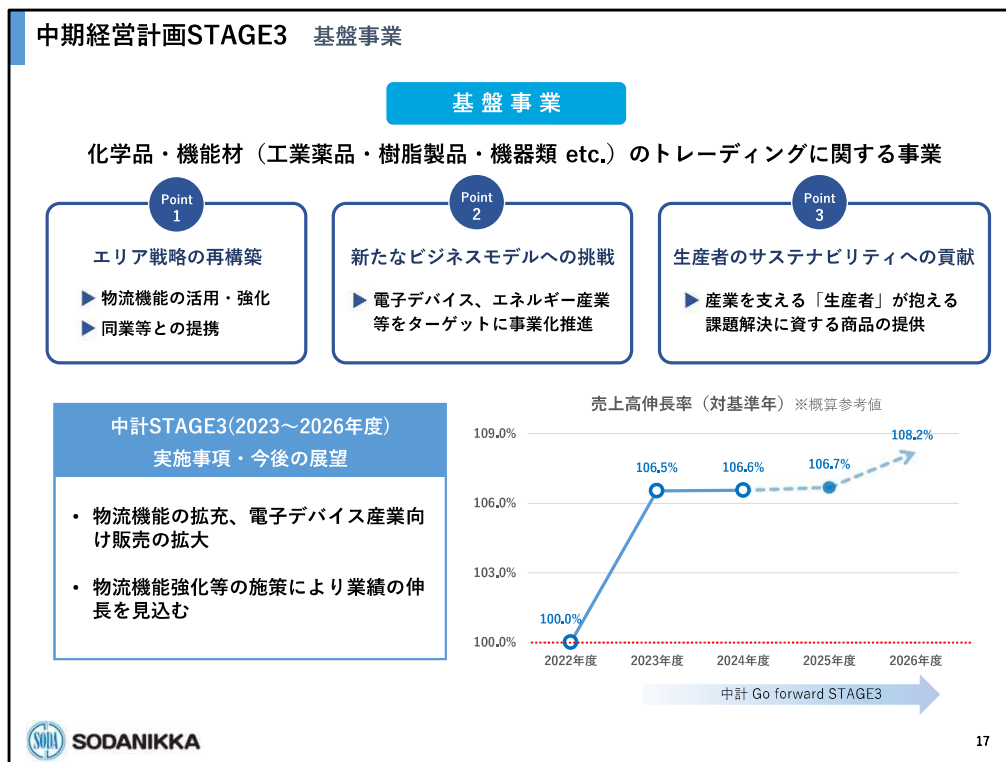 中期経営計画STAGE3 基盤事業
基盤事業
化学品・機能材（工業薬品・樹脂製品・機器類 etc.）のトレーディングに関する事業
Point
1
エリア戦略の再構築
▶ 物流機能の活用・強化
▶ 同業等との提携
Point
2
新たなビジネスモデルへの挑戦
▶ 電子デバイス、エネルギー産業
等をターゲットに事業化推進
Point
3
生産者のサステナビリティへの貢献
▶ 産業を支える「生産者」が抱える
課題解決に資する商品の提供
中計STAGE3(2023～2026年度)
実施事項・今後の展望
• 物流機能の拡充、電子デバイス産業向
け販売の拡大
• 物流機能強化等の施策により業績の伸
長を見込む
売上高伸長率（対基準年）※概算参考値
109.0%
106.0%
103.0%
100.0%
100.0%
106.5%
106.6%
106.7%
108.2%
2022年度
2023年度
2024年度
2025年度
2026年度
中計 Go forward STAGE3
SODA
SODANIKKA
17